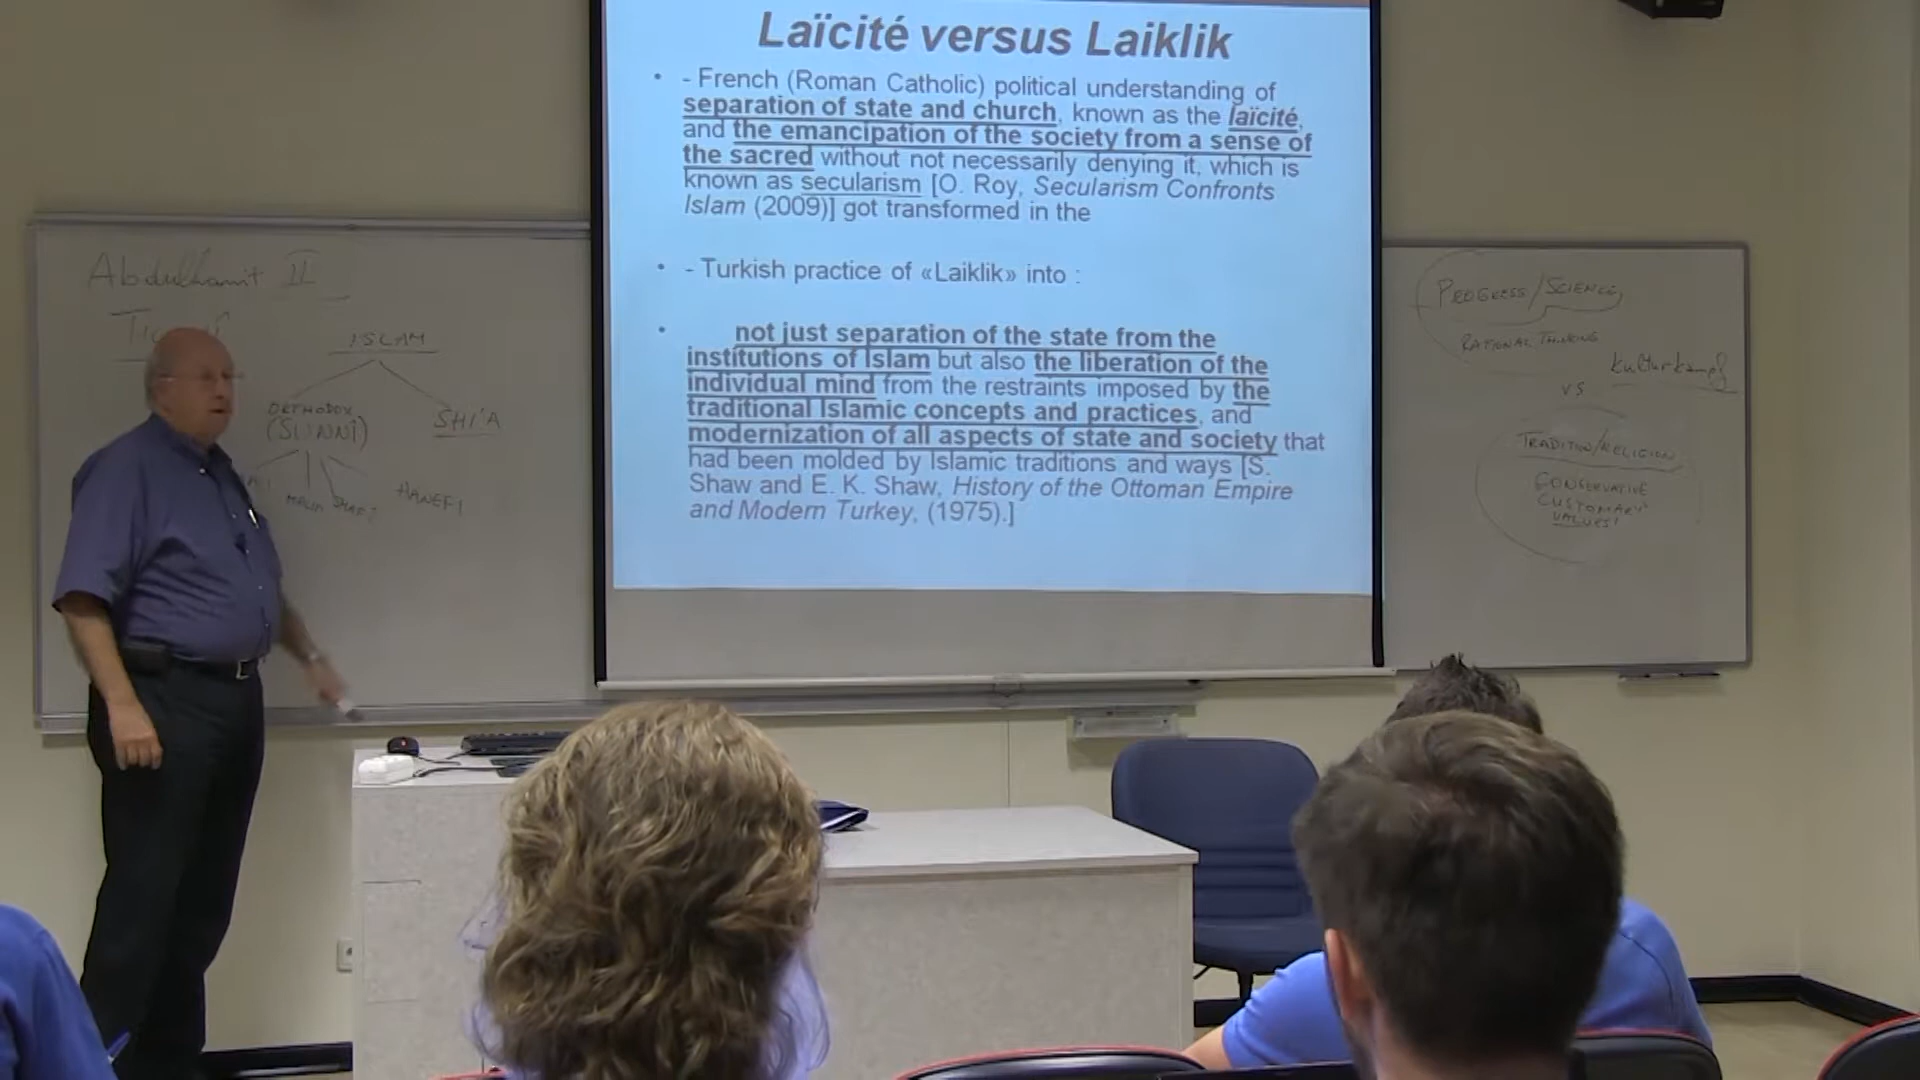 Laïcité versus Laiklik
• - French (Roman Catholic) political understanding of
separation of state and church, known as the laïcité,
and the emancipation of the society from a sense of
the sacred without not necessarily denying it, which is
known as secularism [O. Roy, Secularism Confronts
Islam (2009)] got transformed in the
• - Turkish practice of «Laiklik» into :
• not just separation of the state from the
institutions of Islam but also the liberation of the
individual mind from the restraints imposed by the
traditional Islamic concepts and practices, and
modernization of all aspects of state and society that
had been molded by Islamic traditions and ways [S.
Shaw and E. K. Shaw, History of the Ottoman Empire
and Modern Turkey, (1975).]
Abdulhamit II
ISLAM
ORTHODOX
(SUNNİ)
SHI'A
HANEFI
PROGRESS/SCIENCE
RATIONAL THINKING
Kulturkampf
VS
TRADITION/RELIGION
CONSERVATIVE
CUSTOMARY
VALUES!